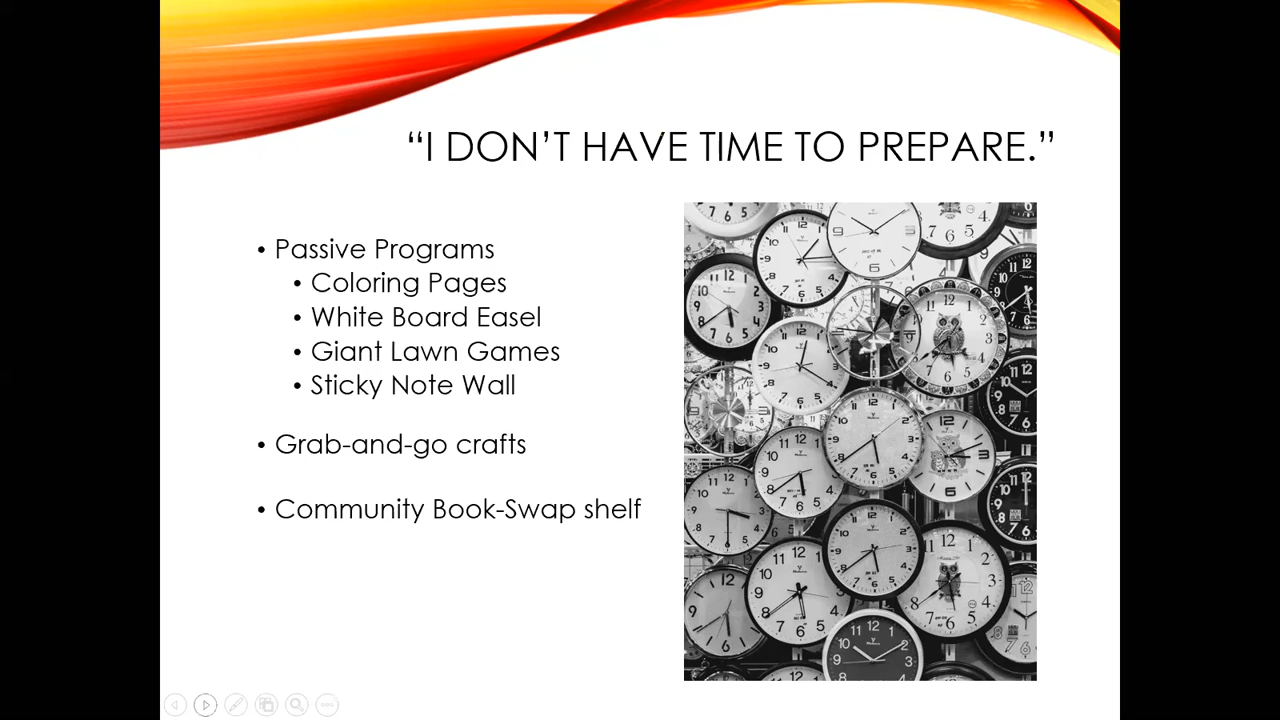 “I DON’T HAVE TIME TO PREPARE.”
• Passive Programs
• Coloring Pages
• White Board Easel
• Giant Lawn Games
• Sticky Note Wall
• Grab-and-go crafts
• Community Book-Swap shelf